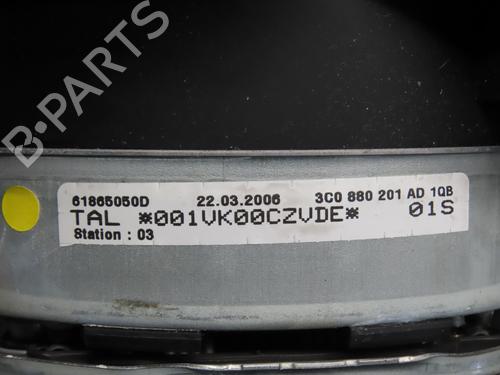 B-PARTS
61865050D 22.03.2006 3C0 880 201 AD 1QB
TAL *001VK00CZVDE* 01S
Station : 03